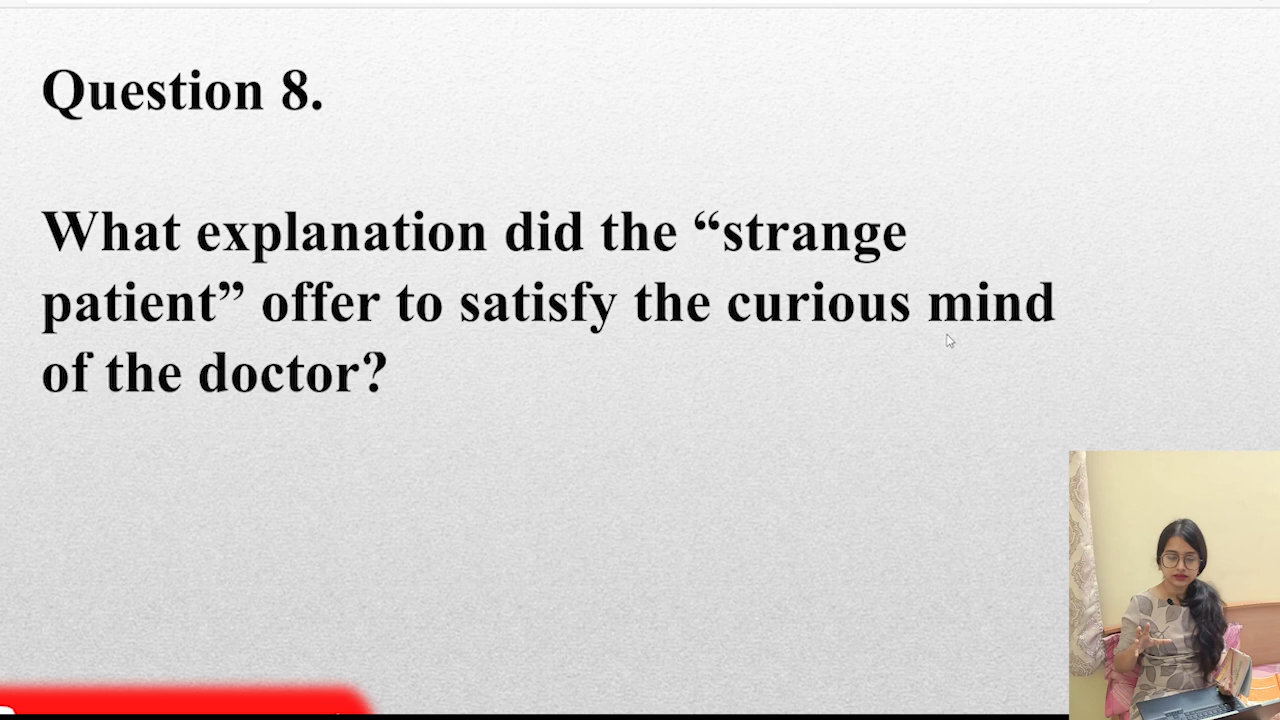 Question 8.
What explanation did the “strange
patient” offer to satisfy the curious mind
of the doctor?